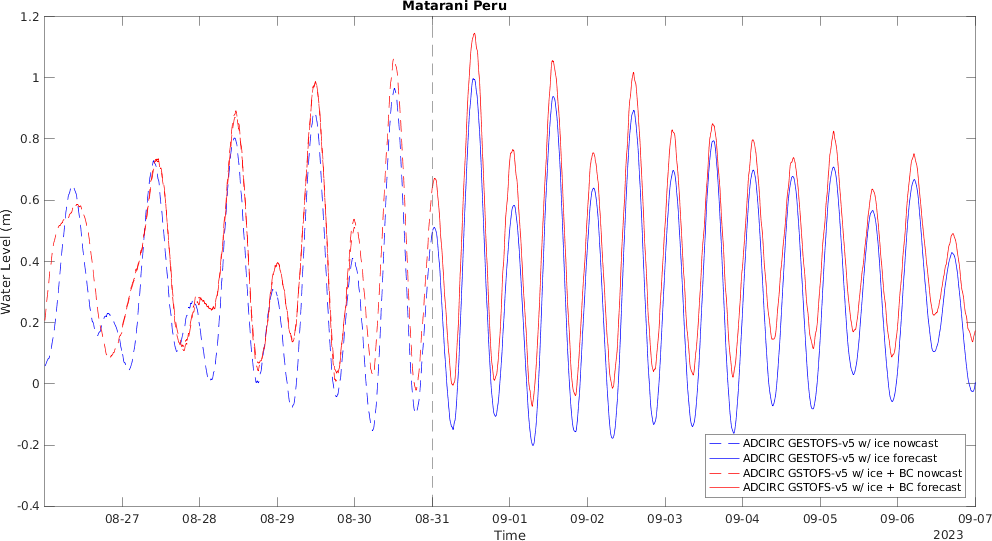 Matarani Peru
1.2
1
0.8
0.6
0.4
0.2
0
-0.2
-0.4
Water Level (m)
08-27 08-28 08-29 08-30 08-31 09-01 09-02 09-03 09-04 09-05 09-06 09-07
Time
2023
ADCIRC GESTOFS-v5 w/ ice nowcast
ADCIRC GESTOFS-v5 w/ ice forecast
ADCIRC GSTOFS-v5 w/ ice + BC nowcast
ADCIRC GSTOFS-v5 w/ ice + BC forecast